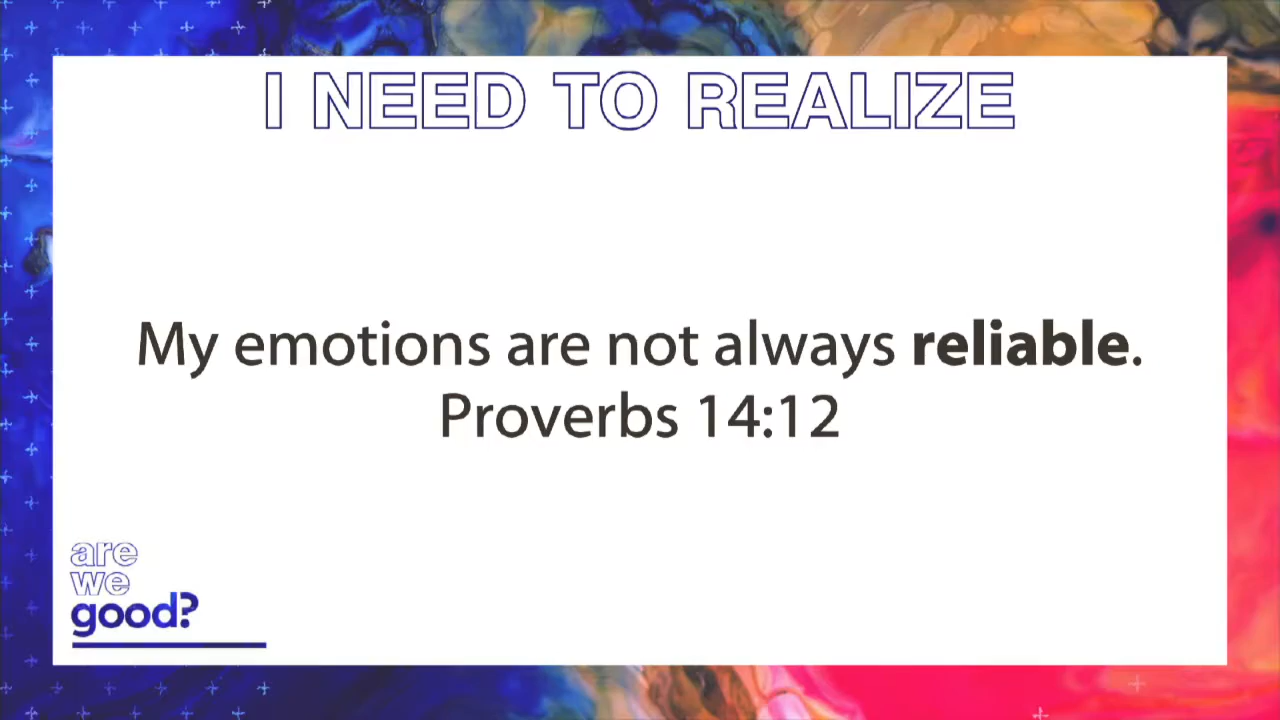 I NEED TO REALIZE
My emotions are not always reliable.
Proverbs 14:12
are
we
good?